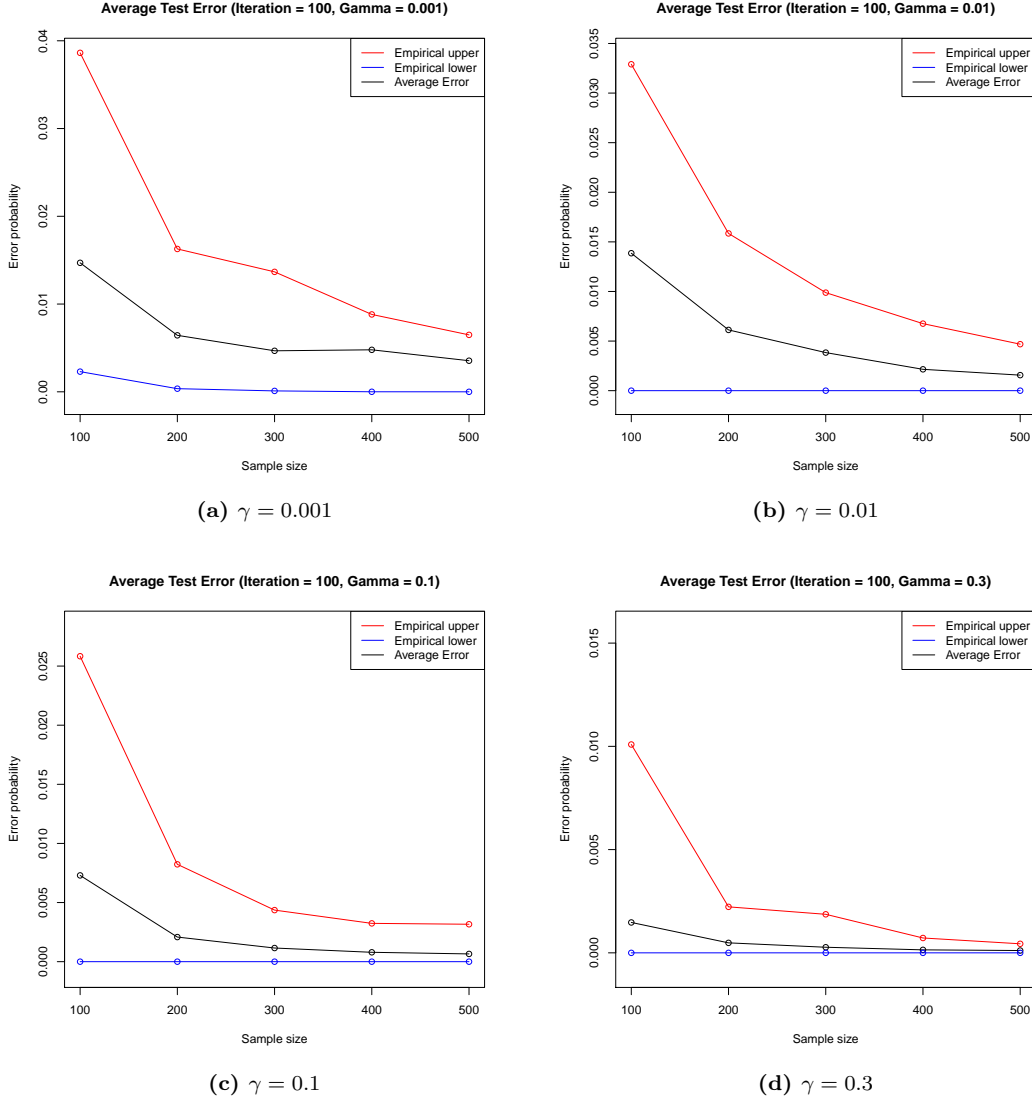 Average Test Error (Iteration = 100, Gamma = 0.001)
Empirical upper
Empirical lower
Average Error
Error probability
0.04
0.03
0.02
0.01
0.00
100 200 300 400 500
Sample size
(a) γ = 0.001
Average Test Error (Iteration = 100, Gamma = 0.01)
Empirical upper
Empirical lower
Average Error
Error probability
0.035
0.030
0.025
0.020
0.015
0.010
0.005
0.000
100 200 300 400 500
Sample size
(b) γ = 0.01
Average Test Error (Iteration = 100, Gamma = 0.1)
Empirical upper
Empirical lower
Average Error
Error probability
0.025
0.020
0.015
0.010
0.005
0.000
100 200 300 400 500
Sample size
(c) γ = 0.1
Average Test Error (Iteration = 100, Gamma = 0.3)
Empirical upper
Empirical lower
Average Error
Error probability
0.015
0.010
0.005
0.000
100 200 300 400 500
Sample size
(d) γ = 0.3